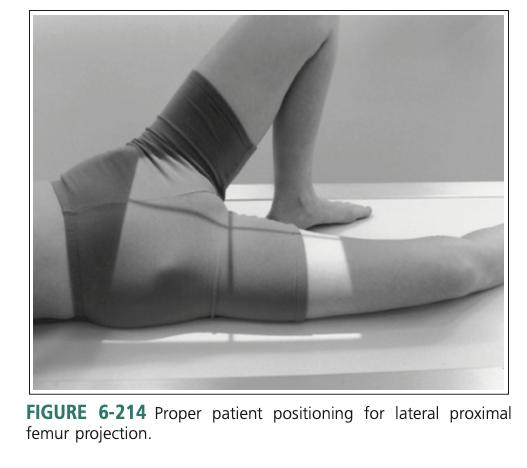 FIGURE 6-214 Proper patient positioning for lateral proximal
femur projection.